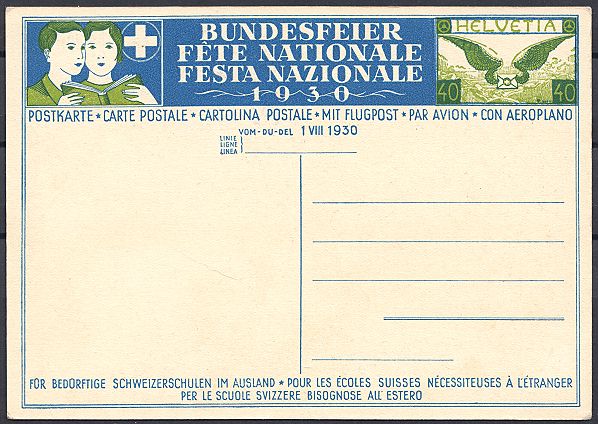 BUNDESFEIER
FÊTE NATIONALE
FESTA NAZIONALE
1930
HELVETIA
40 40
POSTKARTE * CARTE POSTALE * CARTOLINA POSTALE * MIT FLUGPOST * PAR AVION * CON AEROPLANO
VOM-DU-DEL 1 VIII 1930
LINIE
LIGNE
LINEA
FÜR BEDÜRFTIGE SCHWEIZERSCHULEN IM AUSLAND * POUR LES ÉCOLES SUISSES NÉCESSITEUSES À L'ÉTRANGER
PER LE SCUOLE SVIZZERE BISOGNOSE ALL'ESTERO